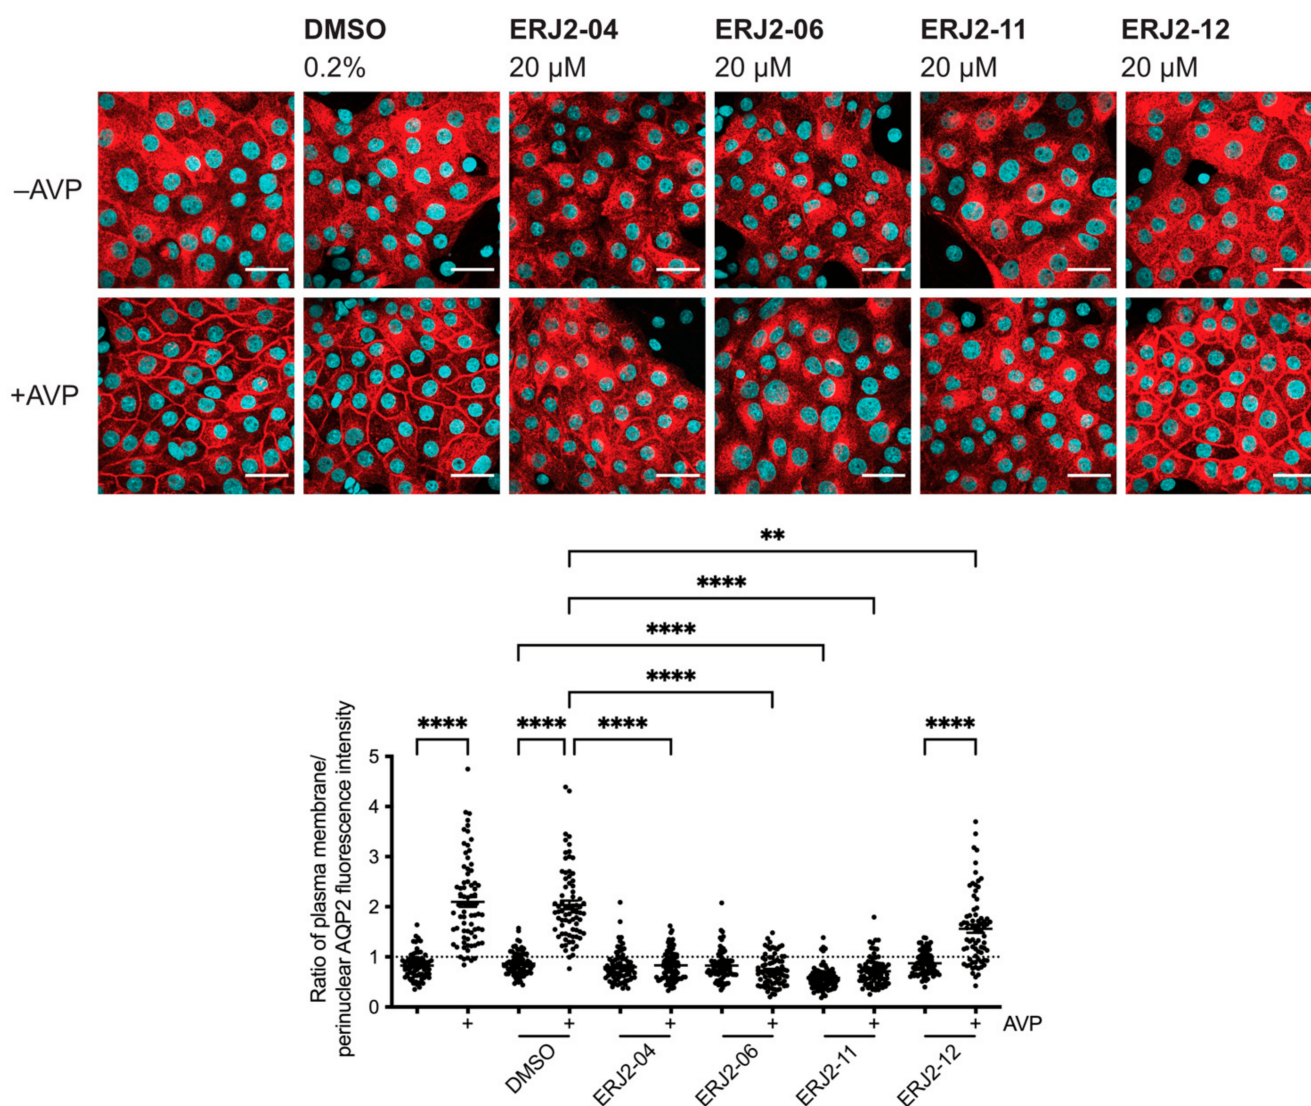 DMSO ERJ2-04 ERJ2-06 ERJ2-11 ERJ2-12
0.2% 20 µM 20 µM 20 µM 20 µM
–AVP
+AVP
**
****
****
****
**** **** **** ****
Ratio of plasma membrane/
perinuclear AQP2 fluorescence intensity
5
4
3
2
1
0
+ + + + + + AVP
DMSO ERJ2-04 ERJ2-06 ERJ2-11 ERJ2-12